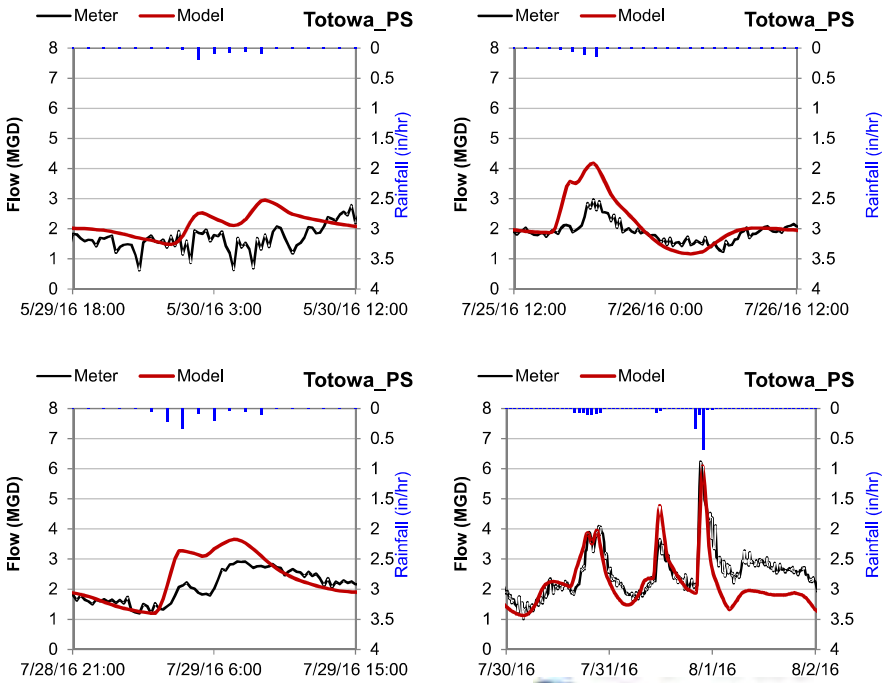 Meter Model Totowa_PS
8 0
7 0.5
6 1
5 1.5
4 2
3 2.5
2 3
1 3.5
0 4
Flow (MGD)
Rainfall (in/hr)
5/29/16 18:00 5/30/16 3:00 5/30/16 12:00
Meter Model Totowa_PS
8 0
7 0.5
6 1
5 1.5
4 2
3 2.5
2 3
1 3.5
0 4
Flow (MGD)
Rainfall (in/hr)
7/25/16 12:00 7/26/16 0:00 7/26/16 12:00
Meter Model Totowa_PS
8 0
7 0.5
6 1
5 1.5
4 2
3 2.5
2 3
1 3.5
0 4
Flow (MGD)
Rainfall (in/hr)
7/28/16 21:00 7/29/16 6:00 7/29/16 15:00
Meter Model Totowa_PS
8 0
7 0.5
6 1
5 1.5
4 2
3 2.5
2 3
1 3.5
0 4
Flow (MGD)
Rainfall (in/hr)
7/30/16 7/31/16 8/1/16 8/2/16